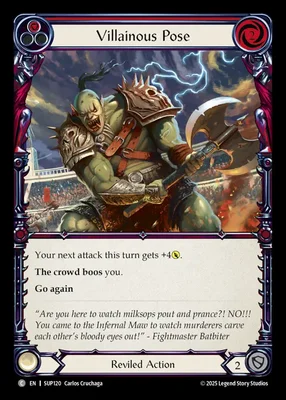 Villainous Pose
Your next attack this turn gets +4
The crowd boos you.
Go again
"Are you here to watch milksops pout and prance?! NO!!!
You came to the Infernal Maw to watch murderers carve
each other's bloody eyes out!" - Fightmaster Batbiter
Reviled Action
2
C EN | SUP120 Carlos Cruchaga
© 2025 Legend Story Studios